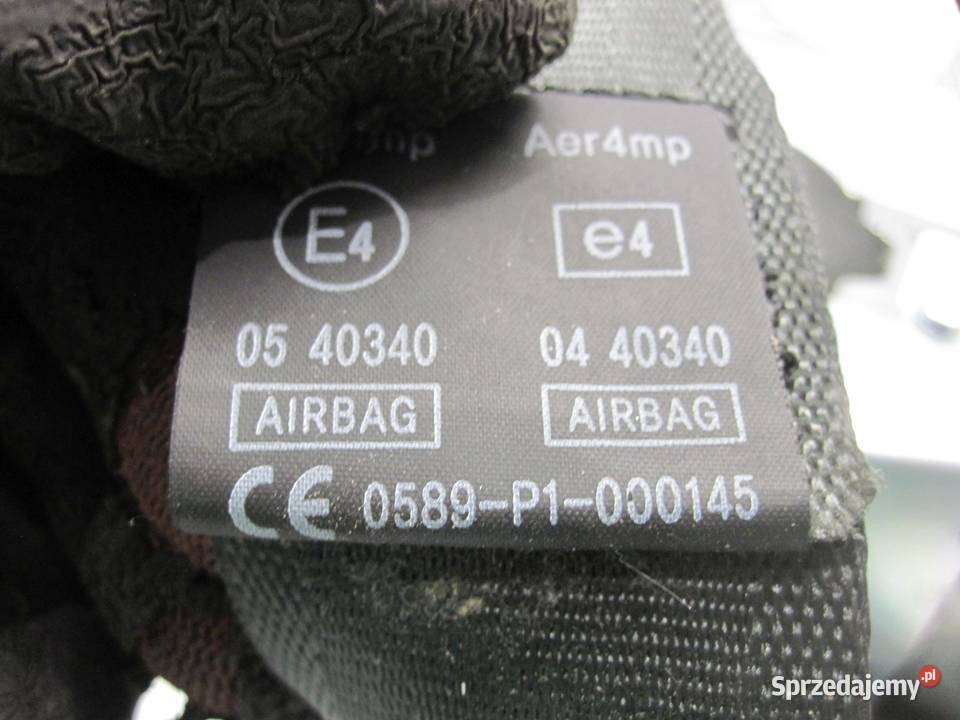 Aer4mp
E4 e4
05 40340 04 40340
AIRBAG AIRBAG
CE 0589-P1-000145
Sprzedajemy.pl